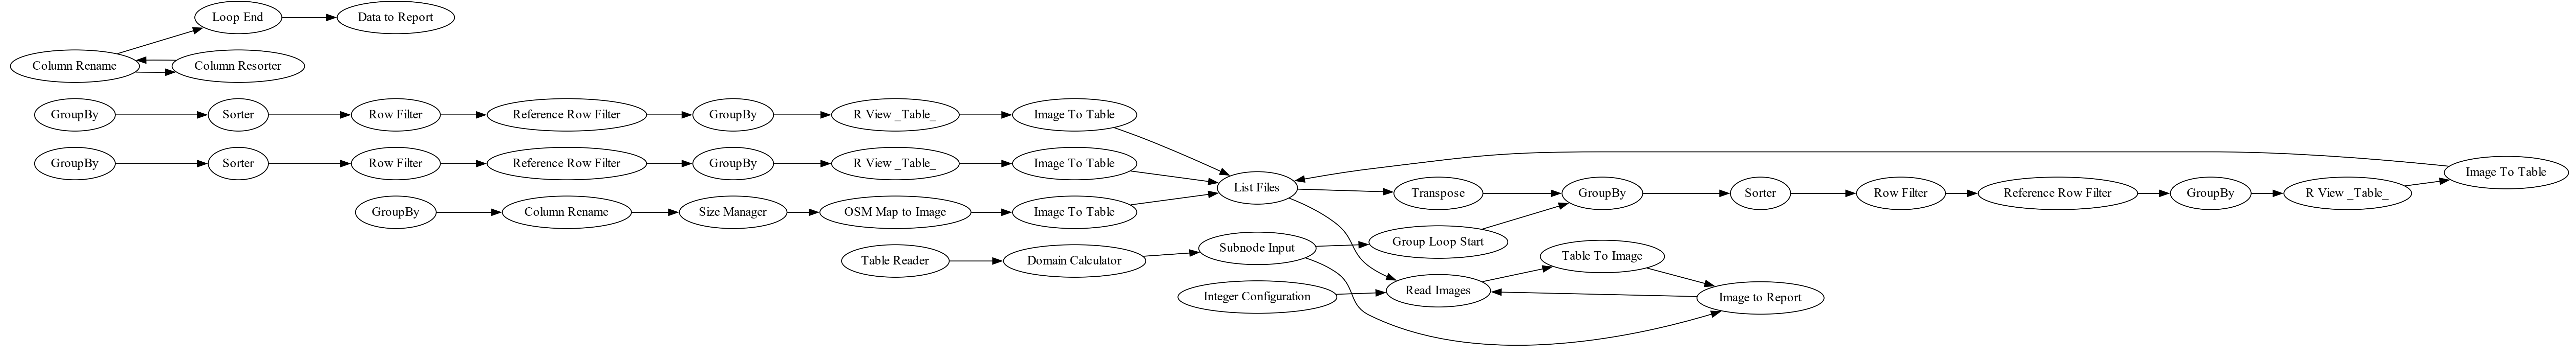 Loop End
Data to Report
Column Rename
Column Resorter
GroupBy
Sorter
Row Filter
Reference Row Filter
GroupBy
R View _Table_
Image To Table
GroupBy
Sorter
Row Filter
Reference Row Filter
GroupBy
R View _Table_
Image To Table
GroupBy
Column Rename
Size Manager
OSM Map to Image
Image To Table
List Files
Transpose
GroupBy
Sorter
Row Filter
Reference Row Filter
GroupBy
R View _Table_
Image To Table
Table Reader
Domain Calculator
Subnode Input
Group Loop Start
Table To Image
Integer Configuration
Read Images
Image to Report